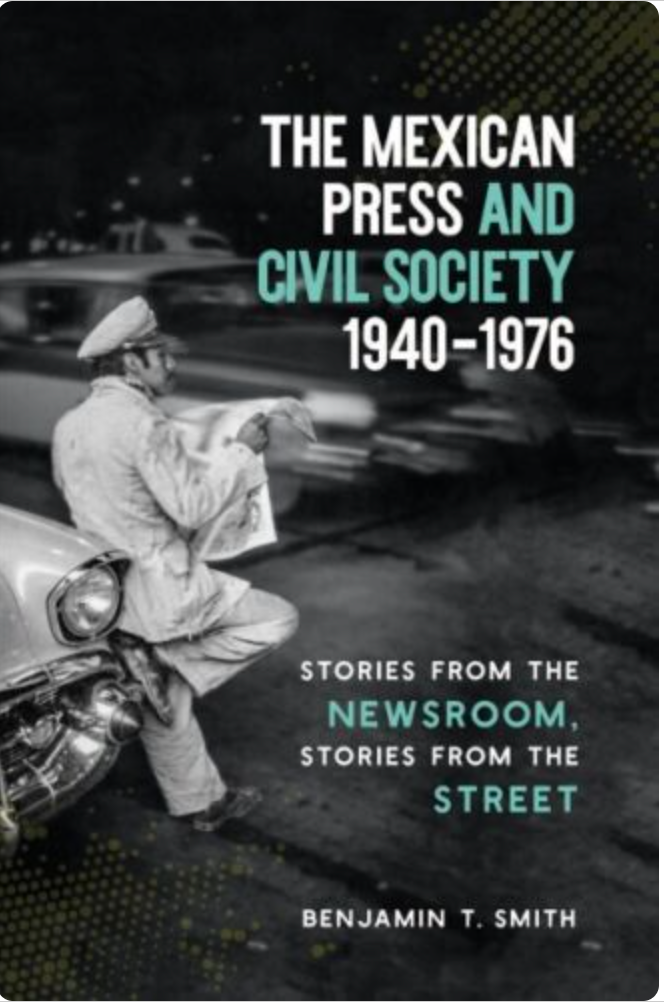 THE MEXICAN
PRESS AND
CIVIL SOCIETY
1940–1976
STORIES FROM THE
NEWSROOM,
STORIES FROM THE
STREET
BENJAMIN T. SMITH